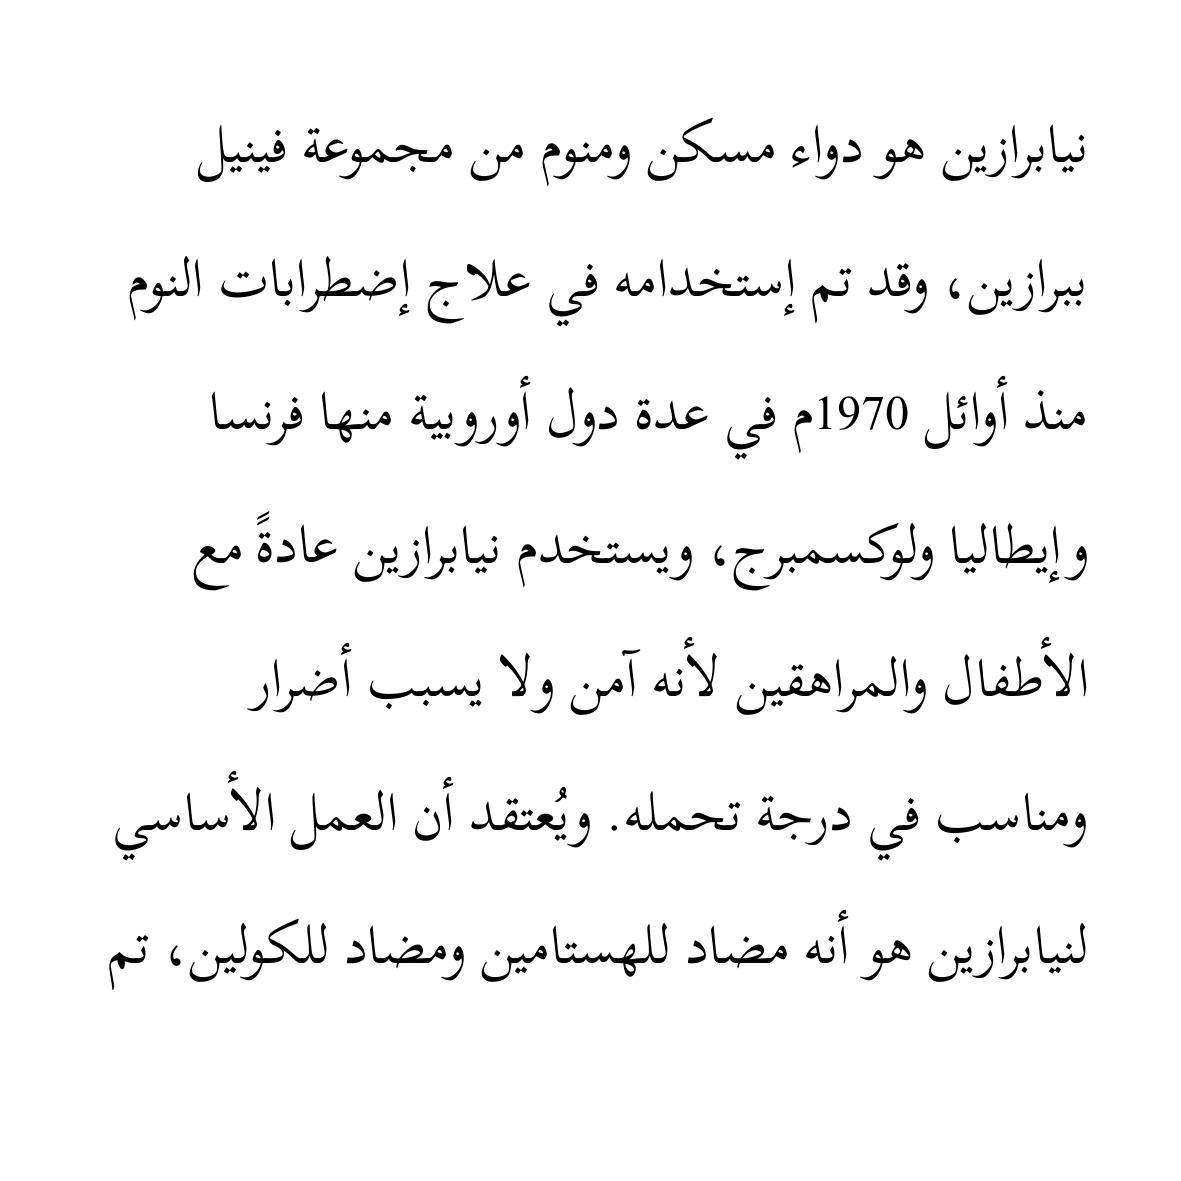 نيابرازين هو دواء مسكن ومنوم من مجموعة فينيل
ببرازين، وقد تم إستخدامه في علاج إضطرابات النوم
منذ أوائل 1970م في عدة دول أوروبية منها فرنسا
وإيطاليا ولوكسمبرج، ويستخدم نيابرازين عادةً مع
الأطفال والمراهقين لأنه آمن ولا يسبب أضرار
ومناسب في درجة تحمله. ويُعتقد أن العمل الأساسي
لنيابرازين هو أنه مضاد للهستامين ومضاد للكولين، تم